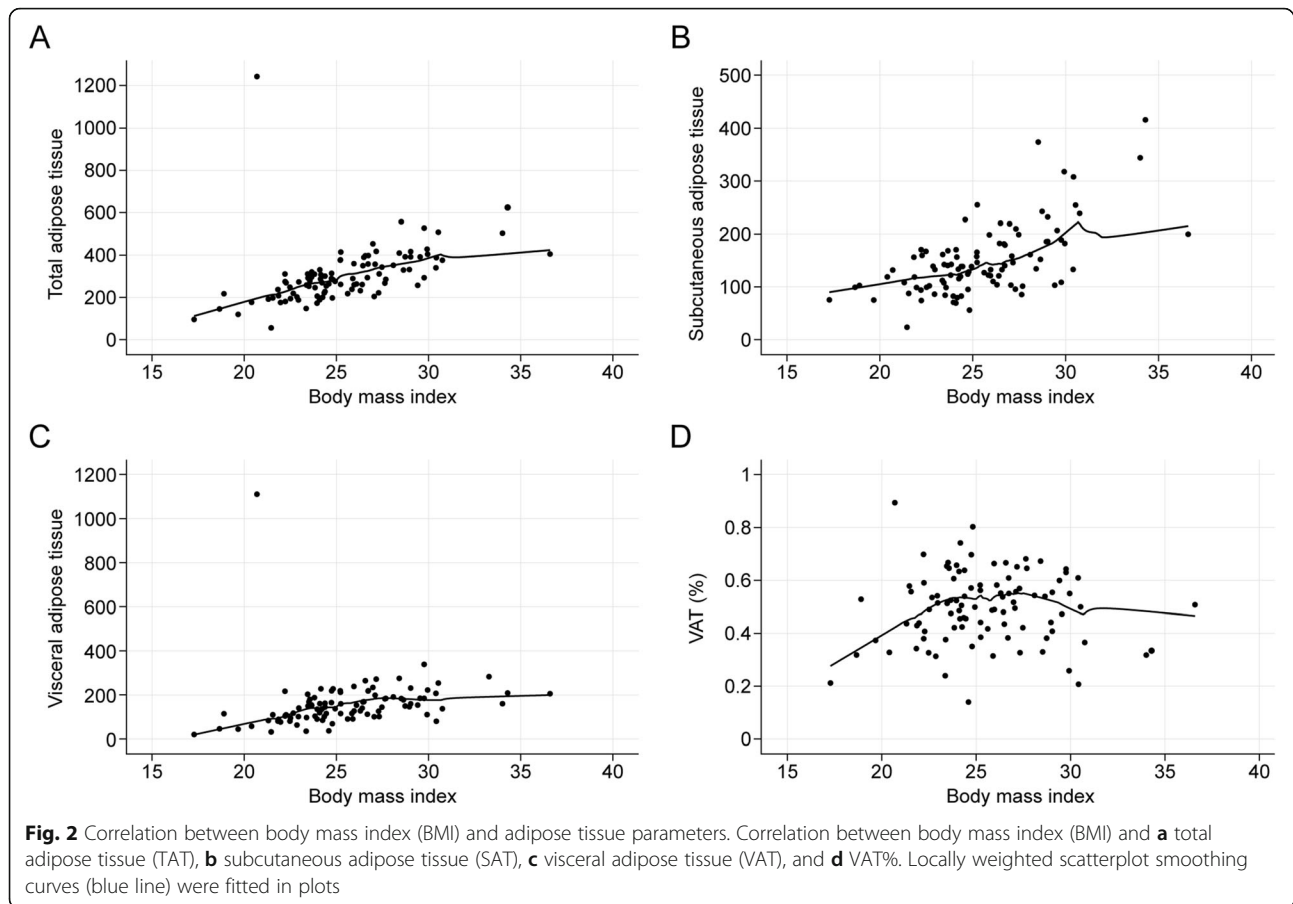 A
1200
1000
800
600
400
200
0
Total adipose tissue
15 20 25 30 35 40
Body mass index
B
500
400
300
200
100
0
Subcutaneous adipose tissue
15 20 25 30 35 40
Body mass index
C
1200
1000
800
600
400
200
0
Visceral adipose tissue
15 20 25 30 35 40
Body mass index
D
1
0.8
0.6
0.4
0.2
0
VAT (%)
15 20 25 30 35 40
Body mass index
Fig. 2 Correlation between body mass index (BMI) and adipose tissue parameters. Correlation between body mass index (BMI) and a total
adipose tissue (TAT), b subcutaneous adipose tissue (SAT), c visceral adipose tissue (VAT), and d VAT%. Locally weighted scatterplot smoothing
curves (blue line) were fitted in plots